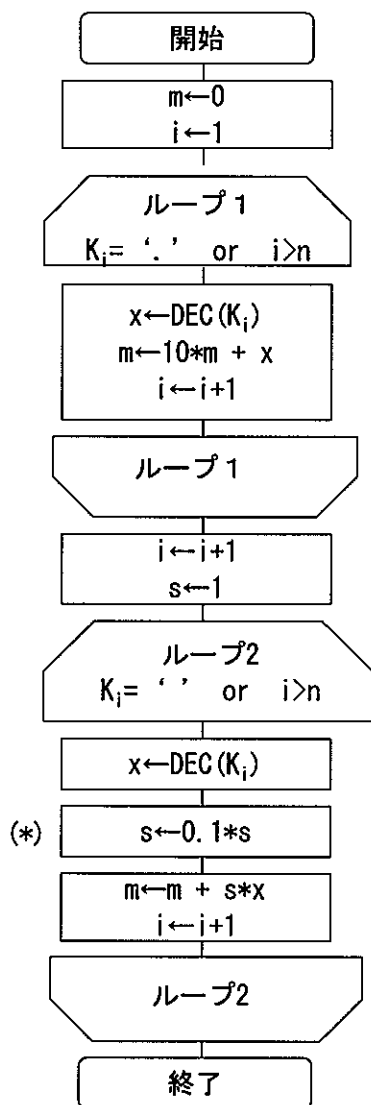 開始
m←0
i←1
ループ1
Ki= ‘.’ or i>n
x←DEC(Ki)
m←10*m + x
i←i+1
ループ1
i←i+1
s←1
ループ2
Ki= ‘ ’ or i>n
x←DEC(Ki)
(*) s←0.1*s
m←m + s*x
i←i+1
ループ2
終了